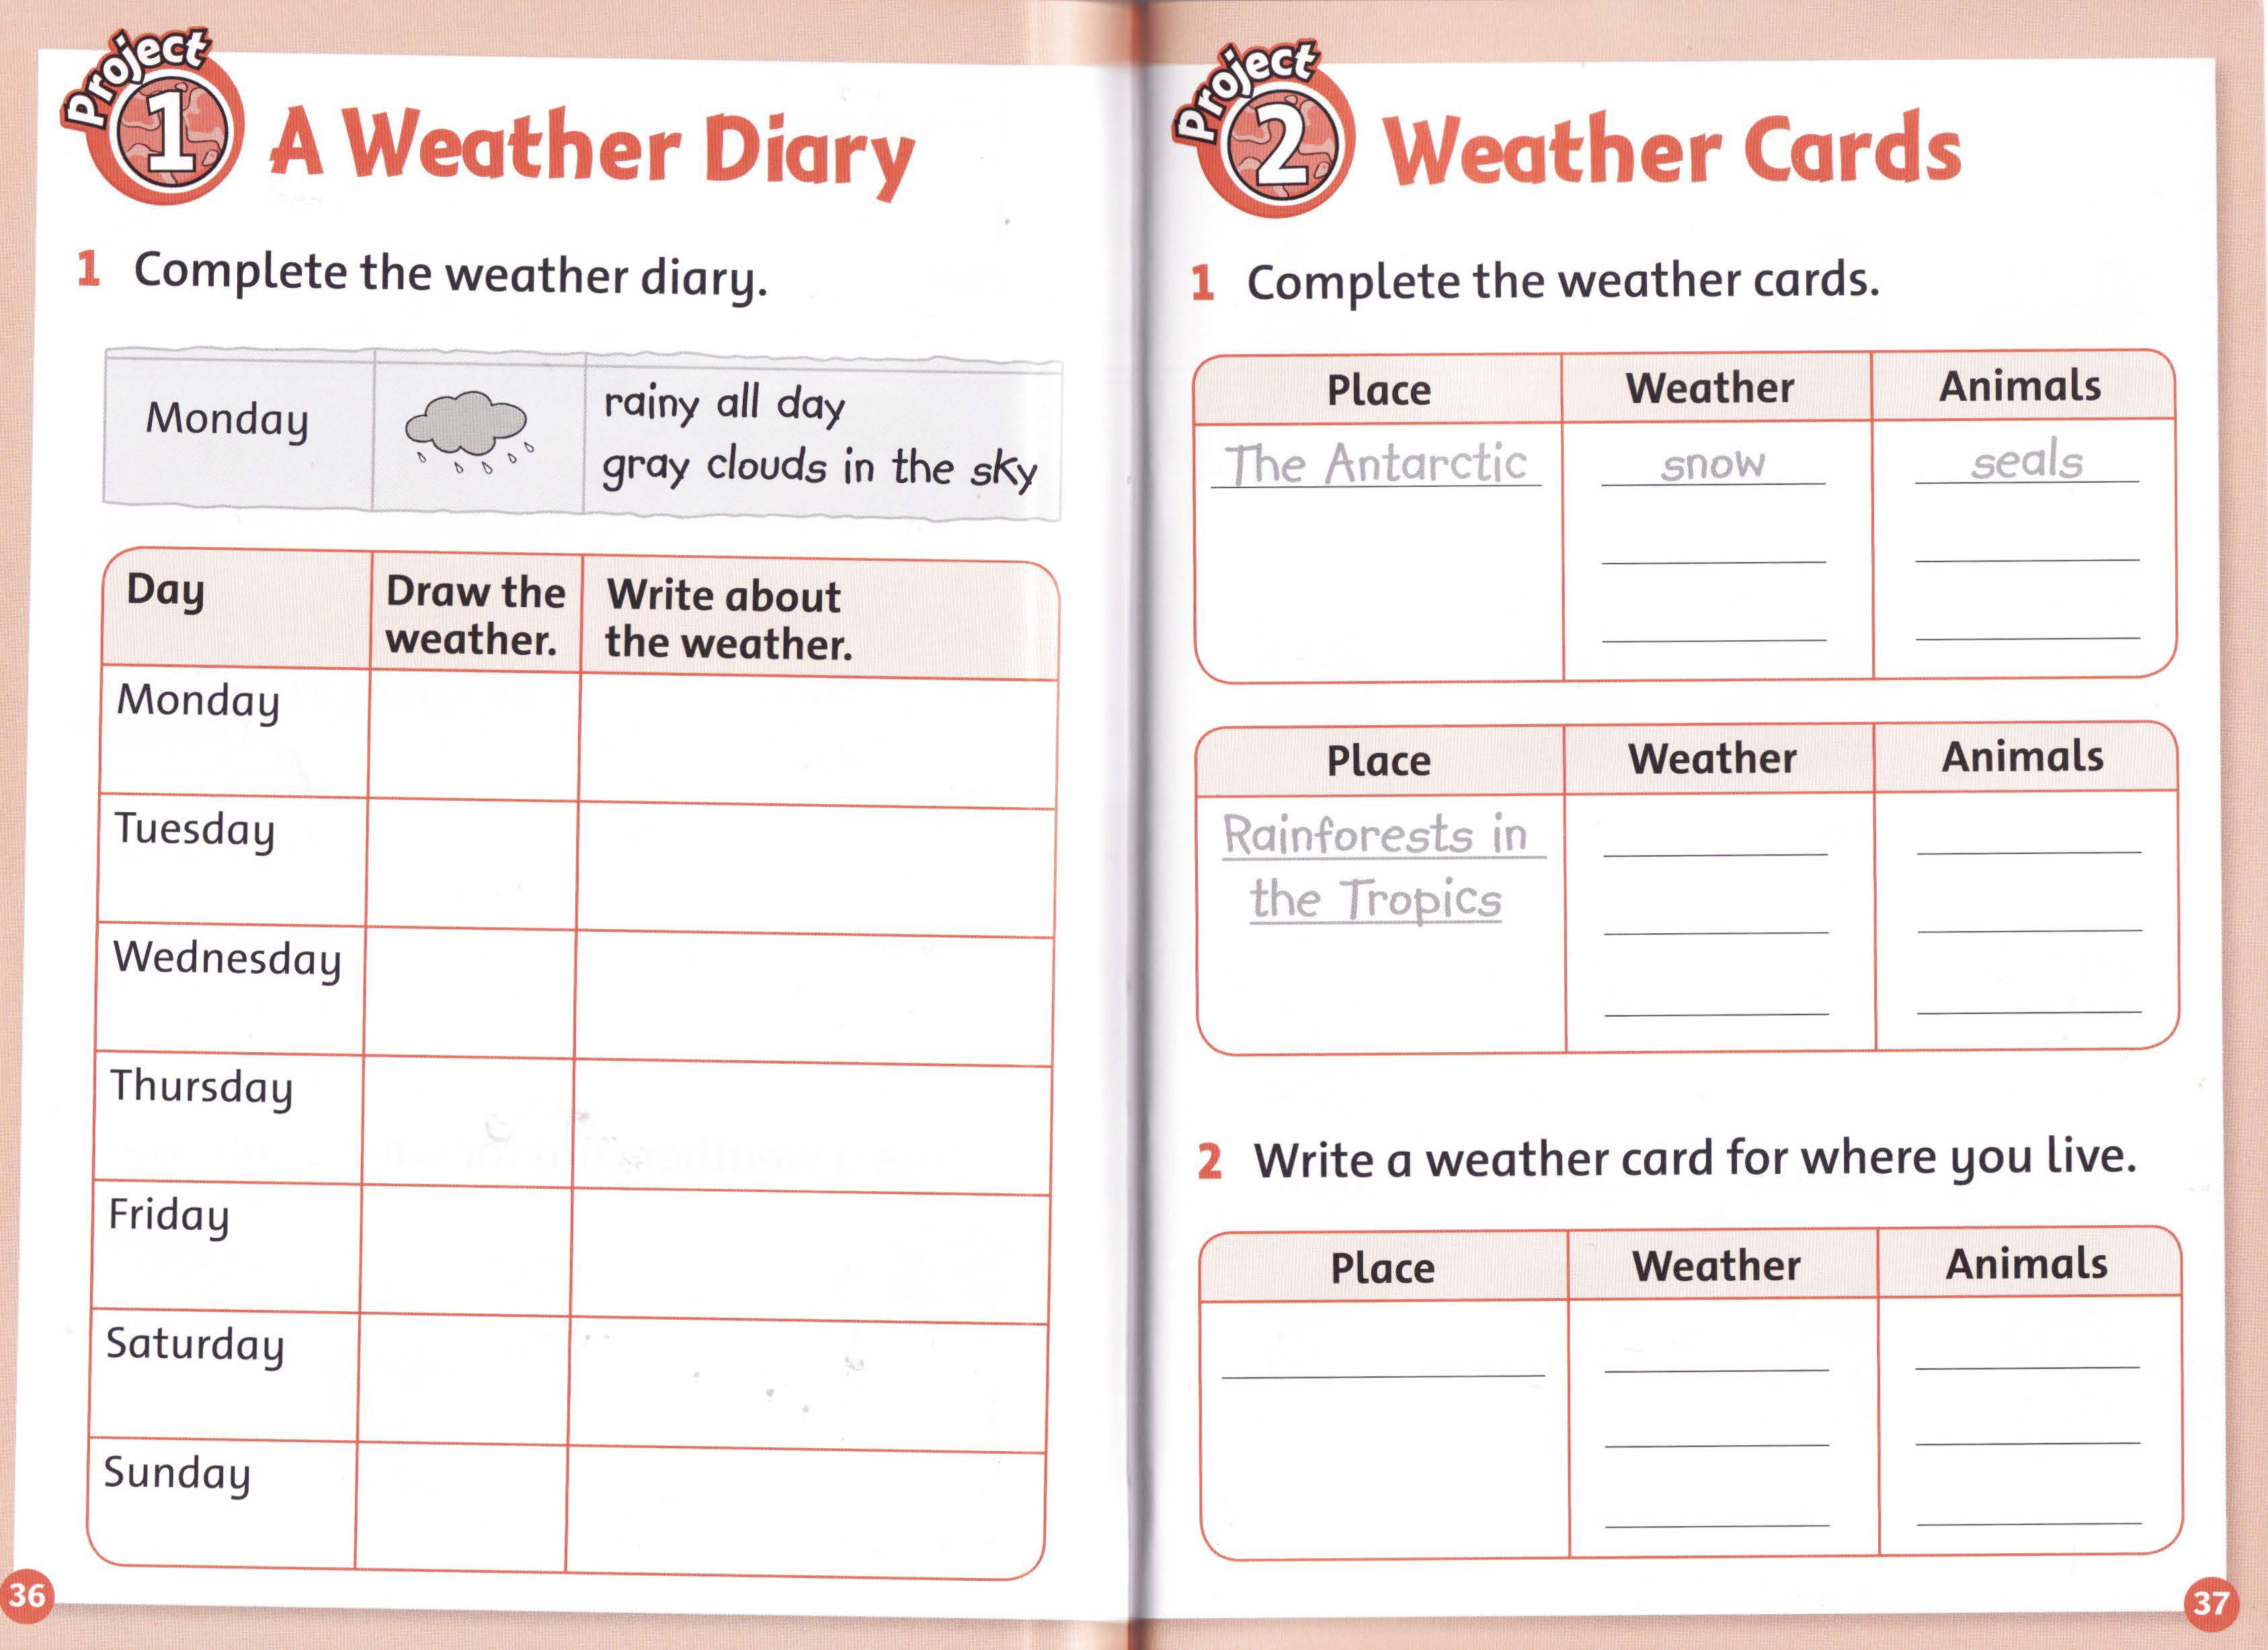 Project
1
A Weather Diary
1 Complete the weather diary.
Monday
rainy all day
gray clouds in the sky
Day
Draw the
weather.
Write about
the weather.
Monday
Tuesday
Wednesday
Thursday
Friday
Saturday
Sunday
36
Project
2
Weather Cards
1 Complete the weather cards.
Place Weather Animals
The Antarctic snow seals
Place Weather Animals
Rainforests in
the Tropics
2 Write a weather card for where you live.
Place Weather Animals
37